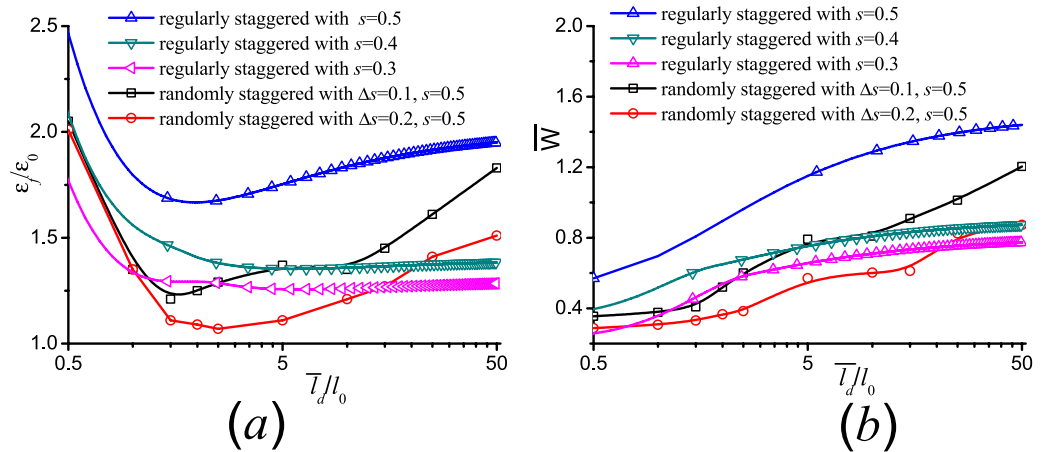 regularly staggered with s=0.5
regularly staggered with s=0.4
regularly staggered with s=0.3
randomly staggered with Δs=0.1, s=0.5
randomly staggered with Δs=0.2, s=0.5
2.5
2.0
1.5
1.0
ε_f/ε_0
0.5
5
50
l̅_d/l_0
(a)
regularly staggered with s=0.5
regularly staggered with s=0.4
regularly staggered with s=0.3
randomly staggered with Δs=0.1, s=0.5
randomly staggered with Δs=0.2, s=0.5
1.8
1.4
1.0
0.6
0.2
W̅
0.5
5
50
l̅_d/l_0
(b)